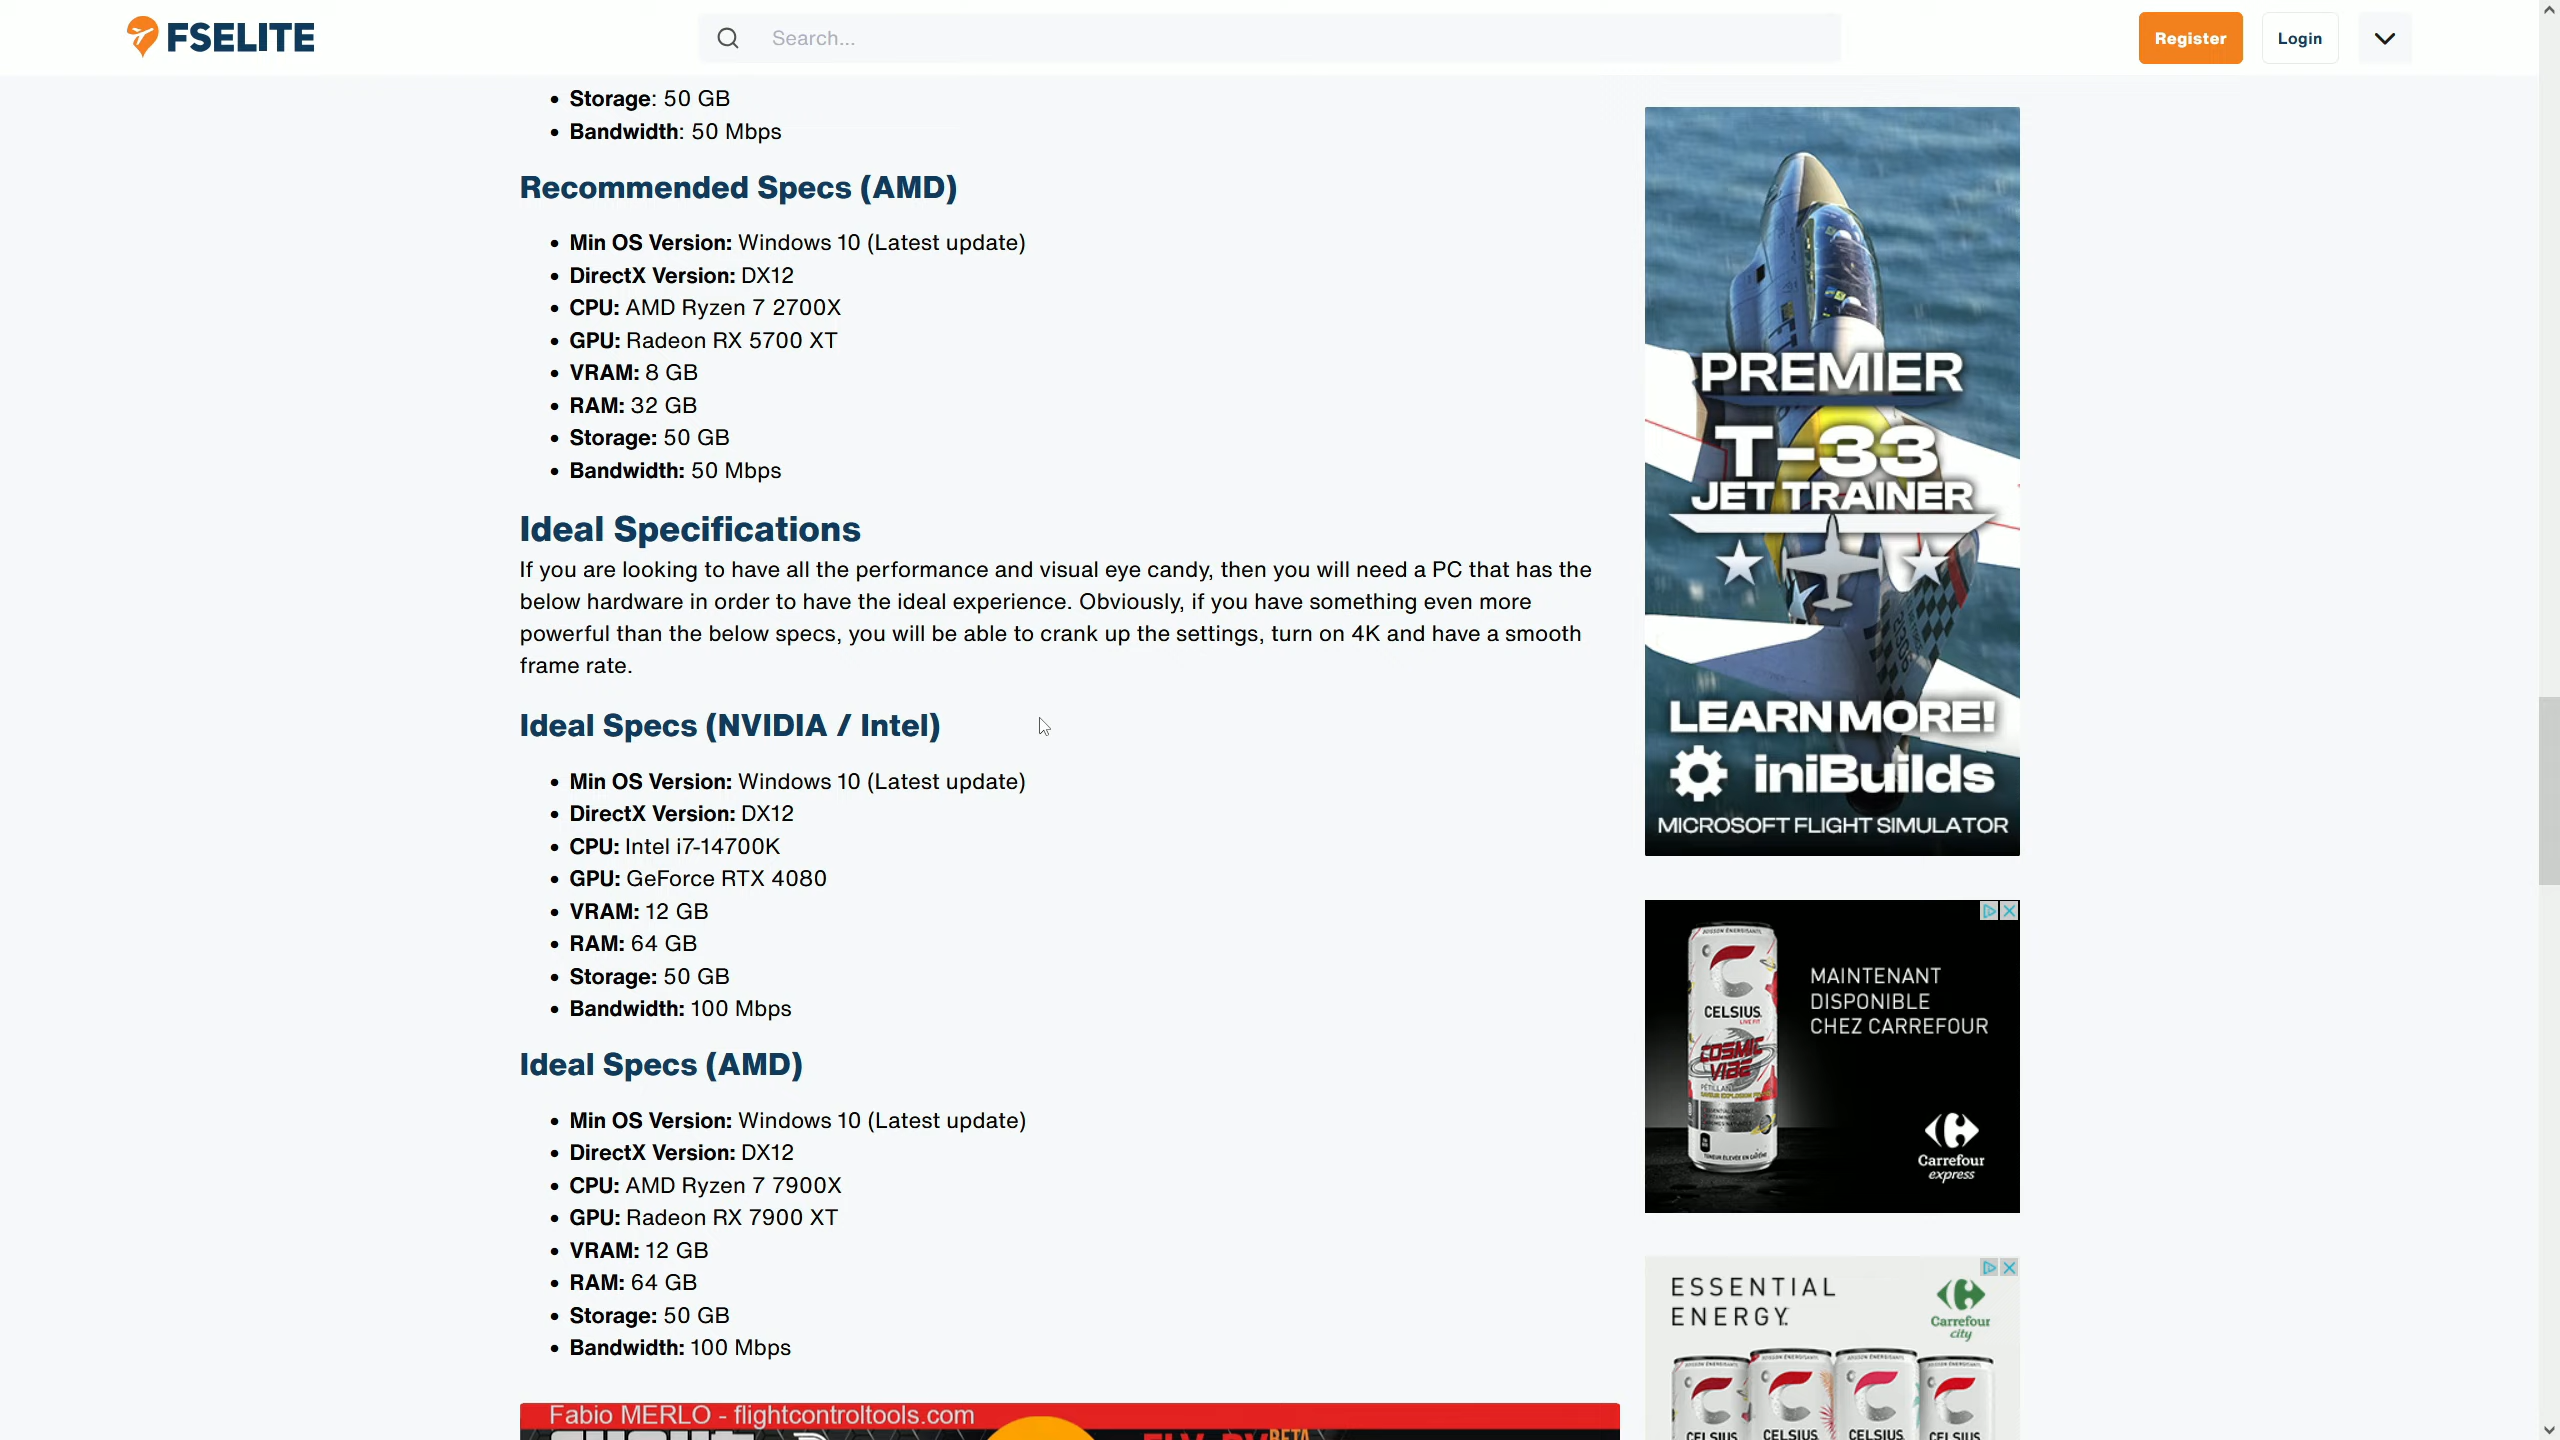 FSELITE
Search...
Register
Login
Storage: 50 GB
Bandwidth: 50 Mbps
Recommended Specs (AMD)
Min OS Version: Windows 10 (Latest update)
DirectX Version: DX12
CPU: AMD Ryzen 7 2700X
GPU: Radeon RX 5700 XT
VRAM: 8 GB
RAM: 32 GB
Storage: 50 GB
Bandwidth: 50 Mbps
Ideal Specifications
If you are looking to have all the performance and visual eye candy, then you will need a PC that has the
below hardware in order to have the ideal experience. Obviously, if you have something even more
powerful than the below specs, you will be able to crank up the settings, turn on 4K and have a smooth
frame rate.
Ideal Specs (NVIDIA / Intel)
Min OS Version: Windows 10 (Latest update)
DirectX Version: DX12
CPU: Intel i7-14700K
GPU: GeForce RTX 4080
VRAM: 12 GB
RAM: 64 GB
Storage: 50 GB
Bandwidth: 100 Mbps
Ideal Specs (AMD)
Min OS Version: Windows 10 (Latest update)
DirectX Version: DX12
CPU: AMD Ryzen 7 7900X
GPU: Radeon RX 7900 XT
VRAM: 12 GB
RAM: 64 GB
Storage: 50 GB
Bandwidth: 100 Mbps
Fabio MERLO - flightcontroltools.com
BETA
PREMIER
T-33
JET TRAINER
LEARN MORE!
iniBuilds
MICROSOFT FLIGHT SIMULATOR
CELSIUS
LIVE FIT
COSMIC
VIBE
MAINTENANT
DISPONIBLE
CHEZ CARREFOUR
Carrefour
express
ESSENTIAL
ENERGY.
Carrefour
city
CELSIUS CELSIUS CELSIUS CELSIUS